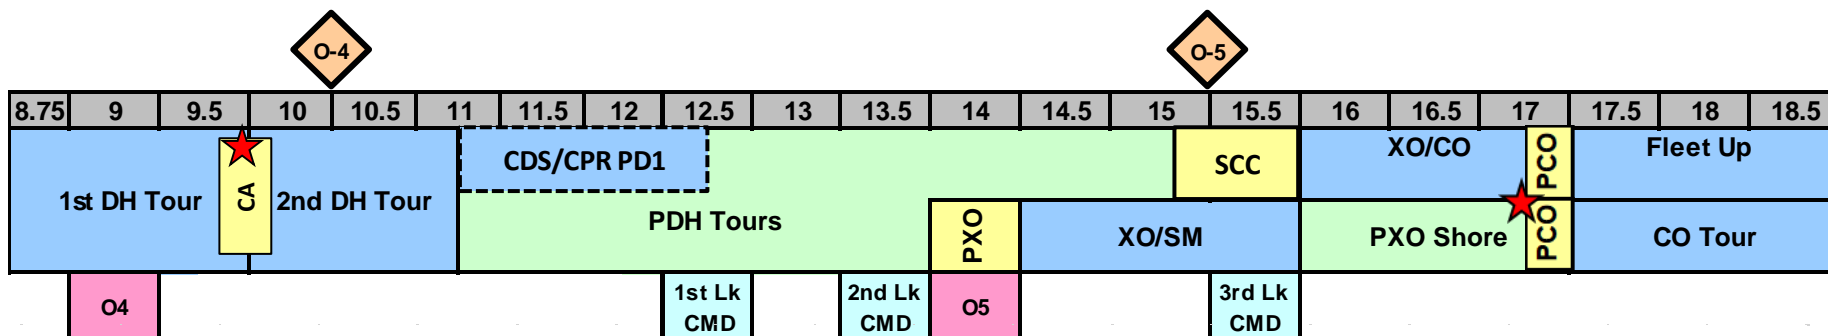 O-4
O-5
8.75 9 9.5 10 10.5 11 11.5 12 12.5 13 13.5 14 14.5 15 15.5 16 16.5 17 17.5 18 18.5
1st DH Tour
CA
2nd DH Tour
CDS/CPR PD1
PDH Tours
SCC
XO/CO
PCO
Fleet Up
PXO
XO/SM
PXO Shore
PCO
CO Tour
O4
1st Lk
CMD
2nd Lk
CMD
O5
3rd Lk
CMD